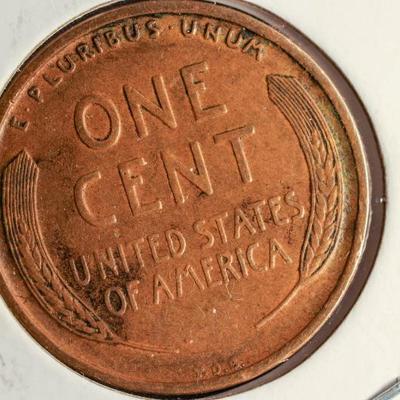 E·PLURIBUS·UNUM
ONE
CENT
UNITED STATES
OF AMERICA